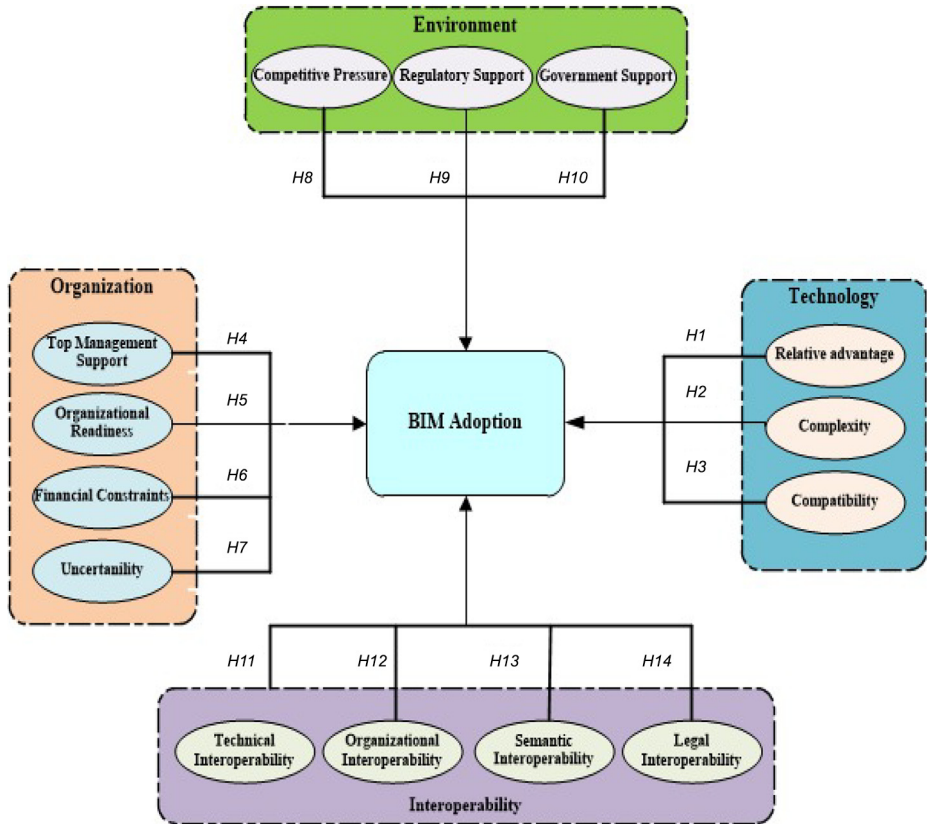 Environment
Competitive Pressure
Regulatory Support
Government Support
H8
H9
H10
Organization
Top Management
Support
Organizational
Readiness
Financial Constraints
Uncertanility
H4
H5
H6
H7
BIM Adoption
Technology
Relative advantage
Complexity
Compatibility
H1
H2
H3
H11
H12
H13
H14
Technical
Interoperability
Organizational
Interoperability
Semantic
Interoperability
Legal
Interoperability
Interoperability